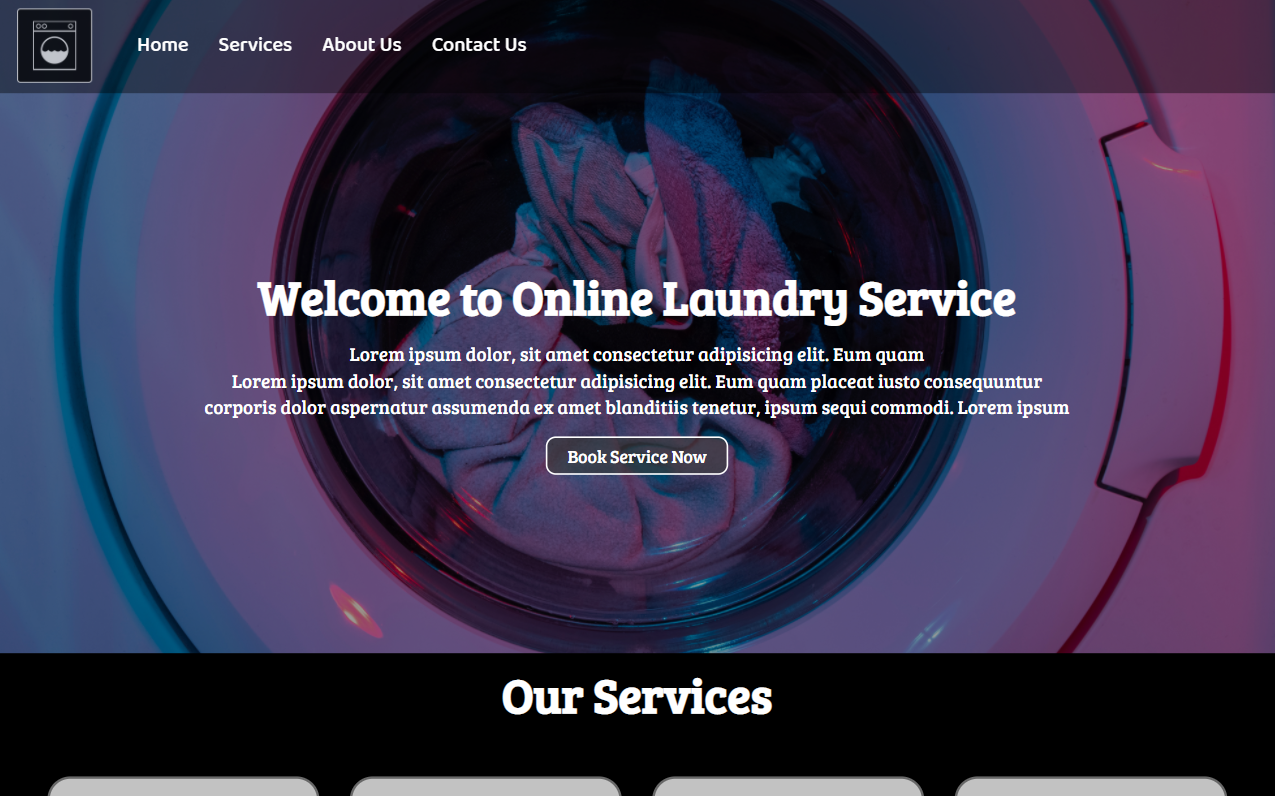 Home Services About Us Contact Us
Welcome to Online Laundry Service
Lorem ipsum dolor, sit amet consectetur adipisicing elit. Eum quam
Lorem ipsum dolor, sit amet consectetur adipisicing elit. Eum quam placeat iusto consequuntur
corporis dolor aspernatur assumenda ex amet blanditiis tenetur, ipsum sequi commodi. Lorem ipsum
Book Service Now
Our Services